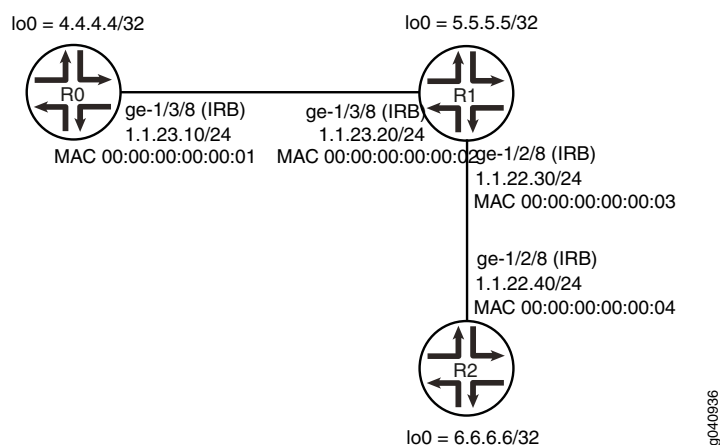 lo0 = 4.4.4.4/32
lo0 = 5.5.5.5/32
R0
R1
ge-1/3/8 (IRB)
1.1.23.10/24
MAC 00:00:00:00:00:01
ge-1/3/8 (IRB)
1.1.23.20/24
MAC 00:00:00:00:00:02
ge-1/2/8 (IRB)
1.1.22.30/24
MAC 00:00:00:00:00:03
ge-1/2/8 (IRB)
1.1.22.40/24
MAC 00:00:00:00:00:04
R2
lo0 = 6.6.6.6/32
g040936